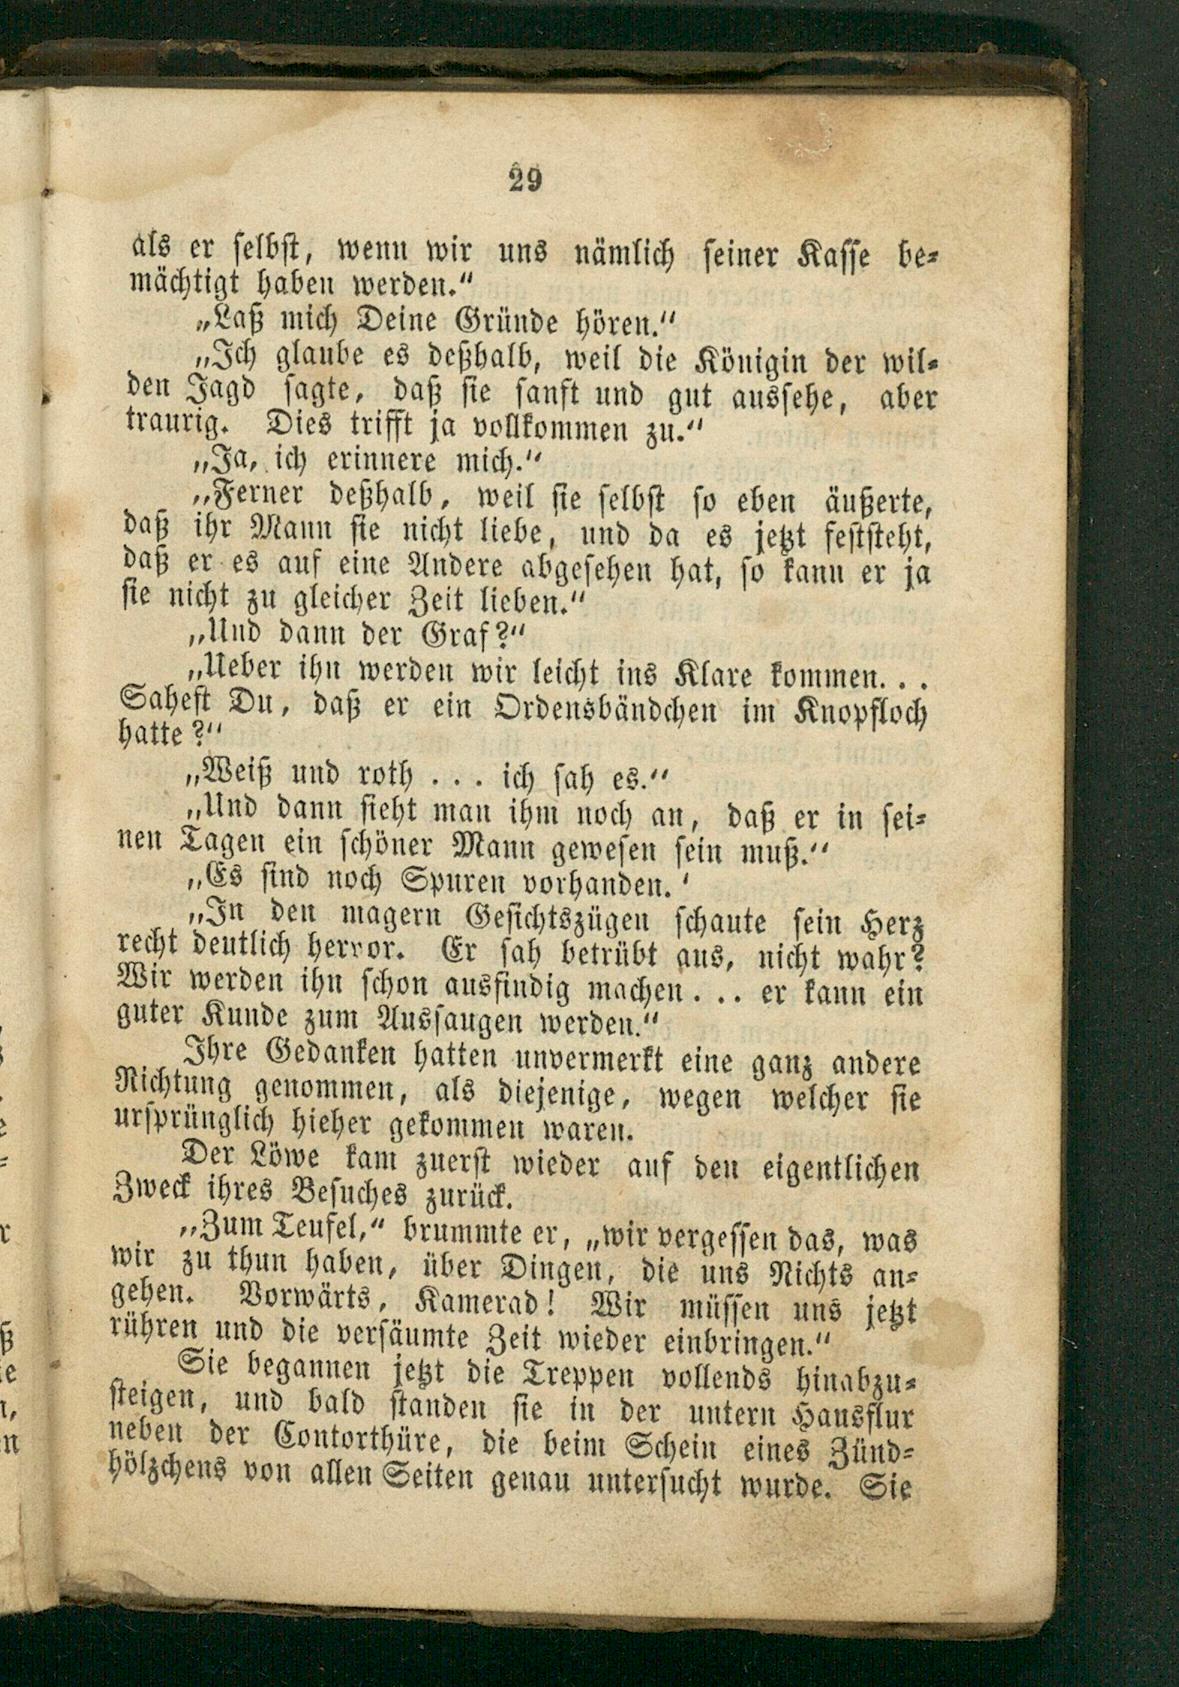 29
als er selbst, wenn wir uns nämlich seiner Kasse be-
mächtigt haben werden.“
„Laß mich Deine Gründe hören.“
„Ich glaube es deßhalb, weil die Königin der wil-
den Jagd sagte, daß sie sanft und gut aussehe, aber
traurig. Dies trifft ja vollkommen zu.“
„Ja, ich erinnere mich.“
„Ferner deßhalb, weil sie selbst so eben äußerte,
daß ihr Mann sie nicht liebe, und da es jetzt feststeht,
daß er es auf eine Andere abgesehen hat, so kann er ja
sie nicht zu gleicher Zeit lieben.“
„Und dann der Graf?“
„Ueber ihn werden wir leicht ins Klare kommen. . .
Sahest Du, daß er ein Ordensbändchen im Knopfloch
hatte?“
„Weiß und roth . . . ich sah es.“
„Und dann sieht man ihm noch an, daß er in sei-
nen Tagen ein schöner Mann gewesen sein muß.“
„Es sind noch Spuren vorhanden.‘
„In den magern Gesichtszügen schaute sein Herz
recht deutlich hervor. Er sah betrübt aus, nicht wahr?
Wir werden ihn schon ausfindig machen . . . er kann ein
guter Kunde zum Aussaugen werden.“
Ihre Gedanken hatten unvermerkt eine ganz andere
Richtung genommen, als diejenige, wegen welcher sie
ursprünglich hieher gekommen waren.
Der Löwe kam zuerst wieder auf den eigentlichen
Zweck ihres Besuches zurück.
„Zum Teufel,“ brummte er, „wir vergessen das, was
wir zu thun haben, über Dingen, die uns Nichts an-
gehen. Vorwärts, Kamerad! Wir müssen uns jetzt
rühren und die versäumte Zeit wieder einbringen.“
Sie begannen jetzt die Treppen vollends hinabzu-
steigen, und bald standen sie in der untern Hausflur
neben der Contorthüre, die beim Schein eines Zünd-
hölzchens von allen Seiten genau untersucht wurde. Sie